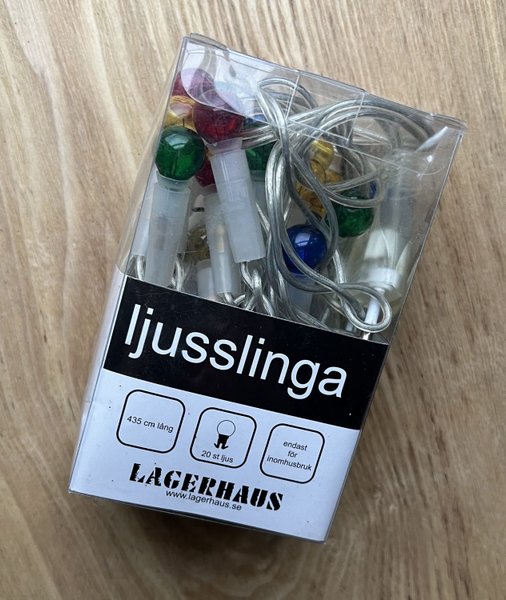 ljusslinga
435 cm lång
20 st ljus
endast
för
inomhusbruk
LAGERHAUS
www.lagerhaus.se